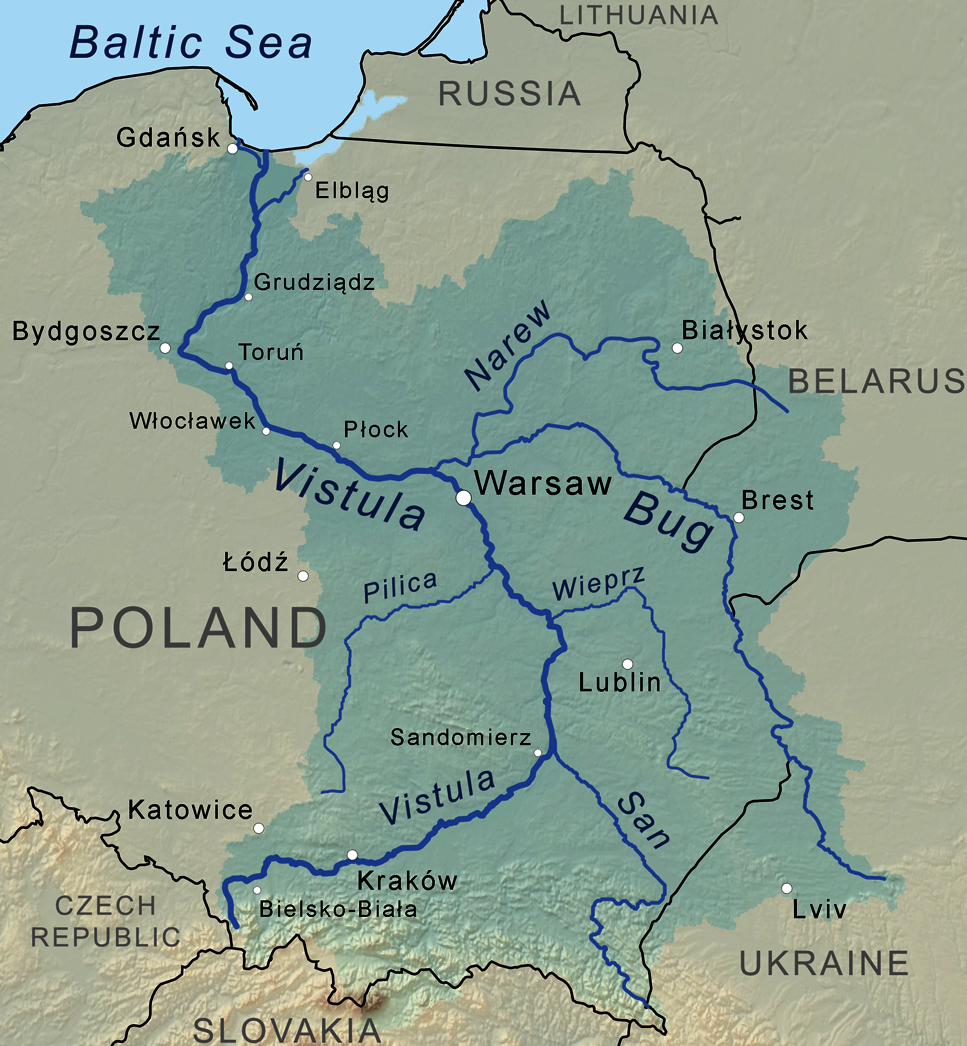 LITHUANIA
Baltic Sea
RUSSIA
Gdańsk
Elbląg
Grudziądz
Bydgoszcz
Toruń
Narew
Białystok
BELARUS
Włocławek
Płock
Vistula
Warsaw
Bug
Brest
Łódź
Pilica
Wieprz
POLAND
Lublin
Sandomierz
Vistula
San
Katowice
Kraków
Bielsko-Biała
CZECH
REPUBLIC
Lviv
UKRAINE
SLOVAKIA